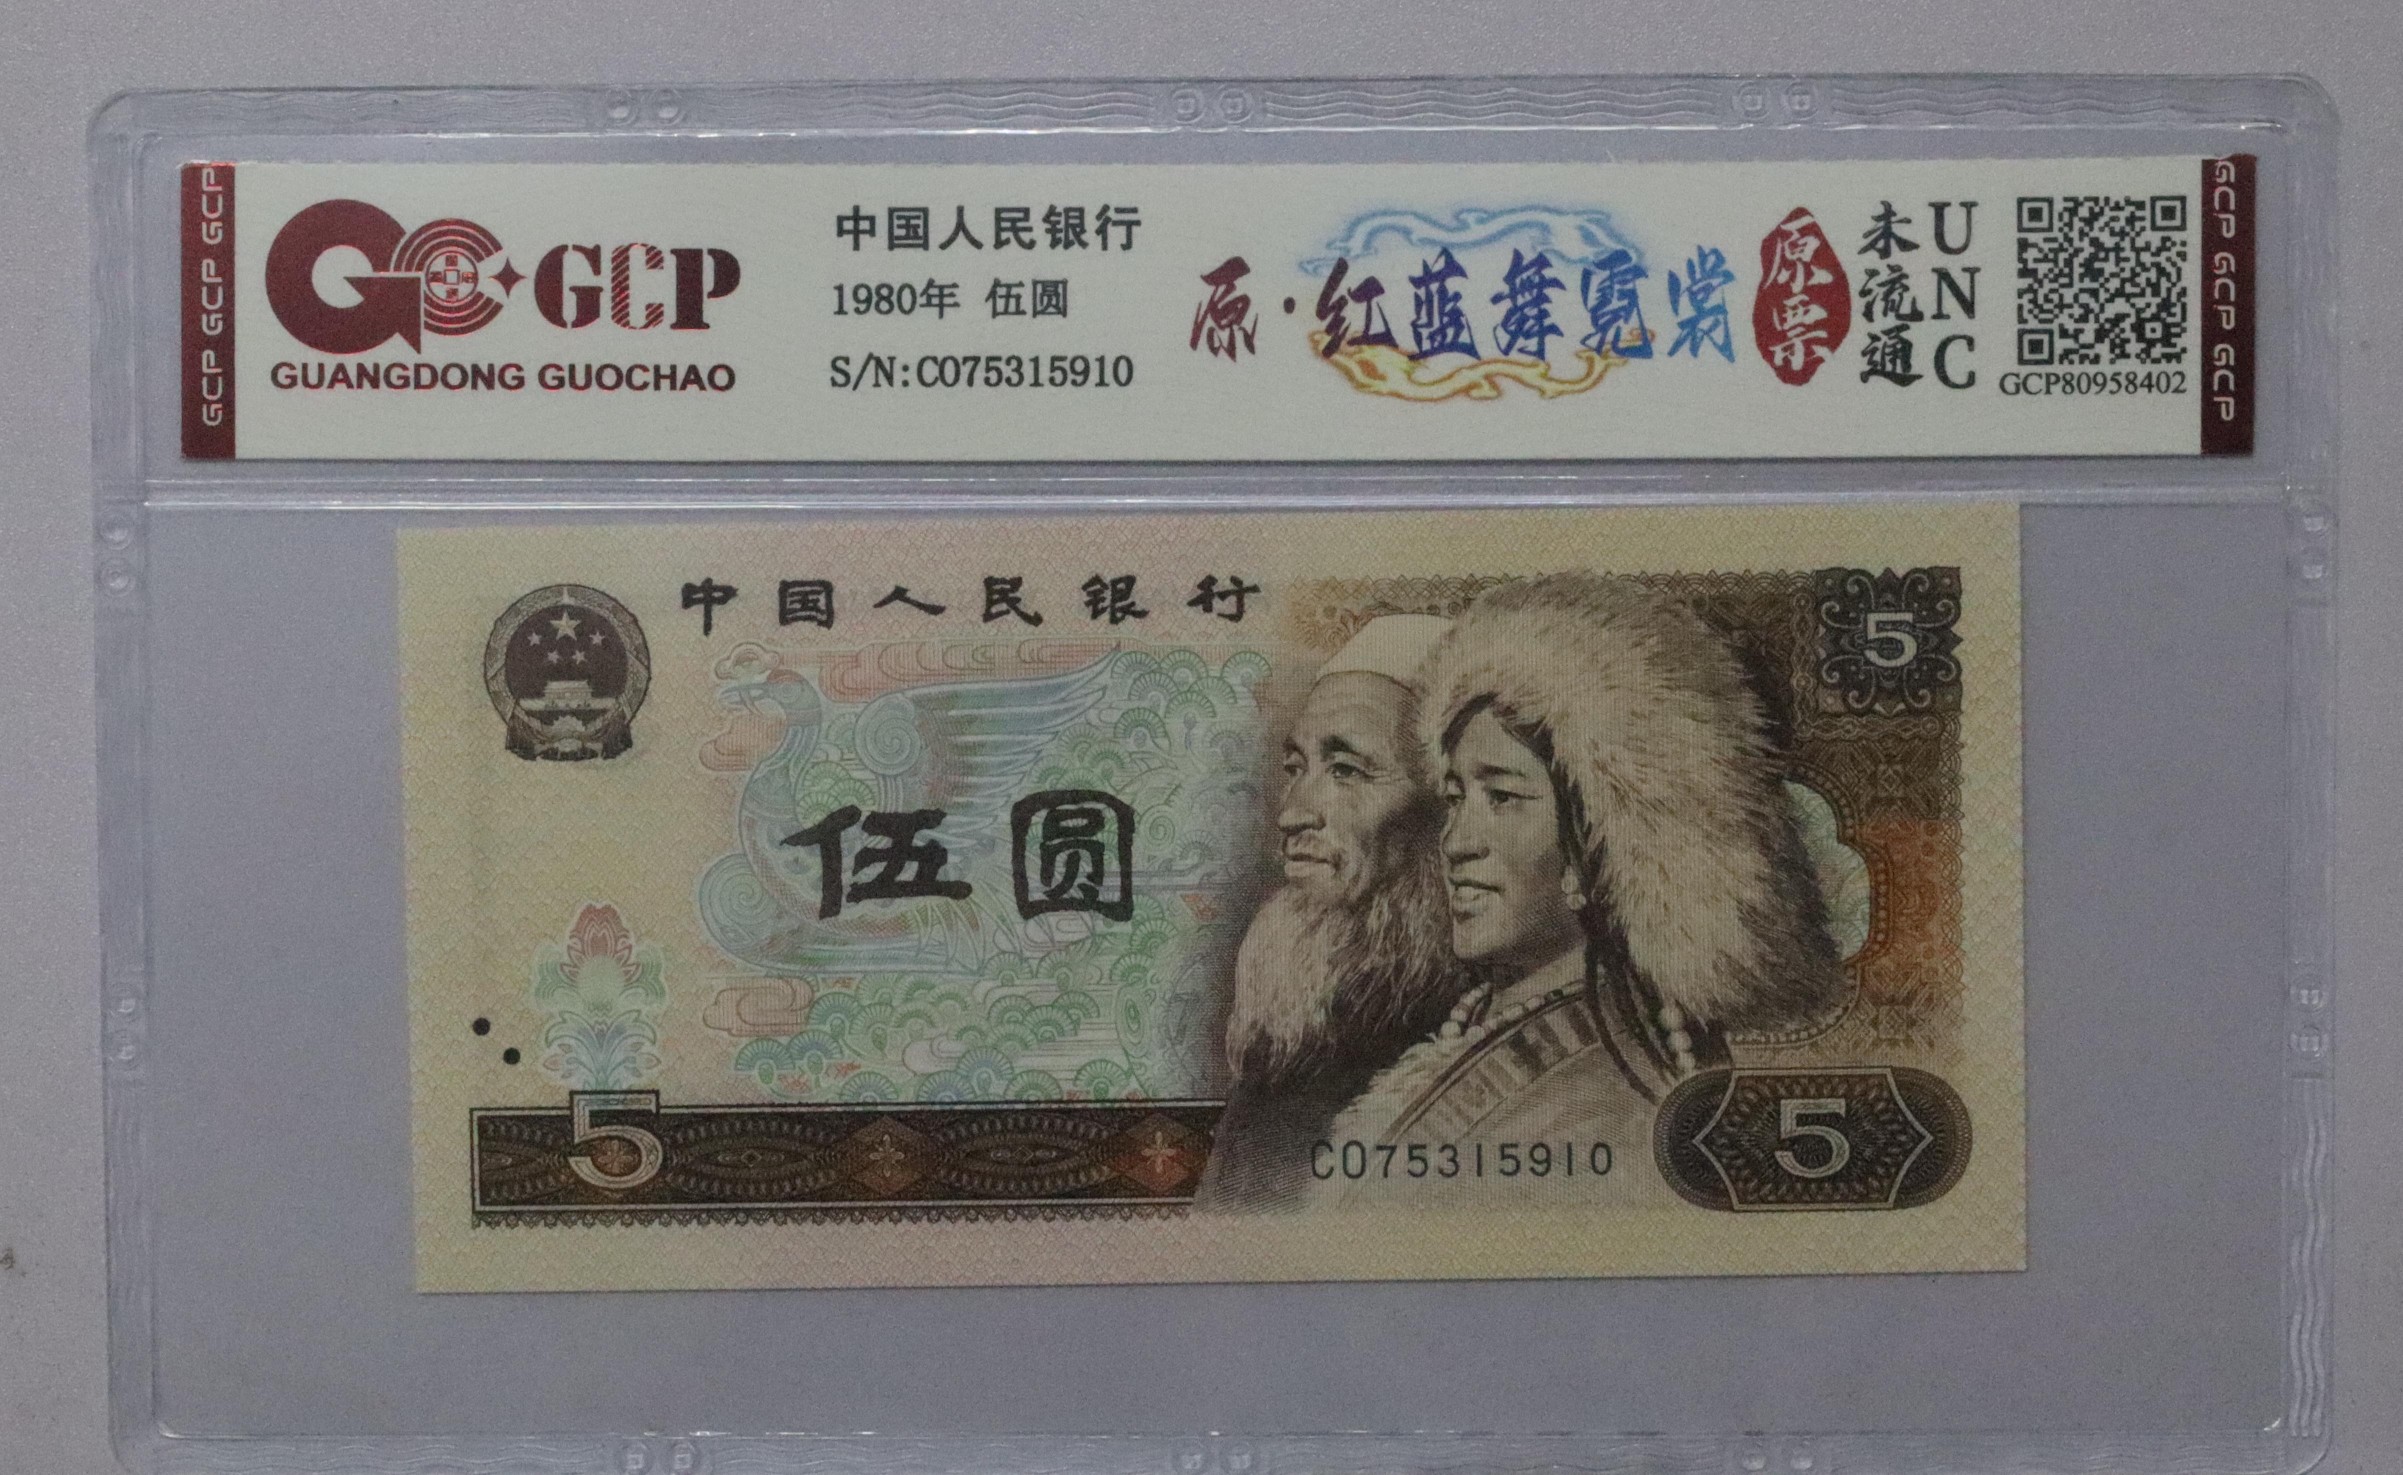 GCP GCP GCP
GCP
GUANGDONG GUOCHAO
中国人民银行
1980年 伍圆
S/N:CO75315910
原·红蓝舞霓裳
原票
未流通
UNC
GCP80958402
GCP GCP GCP
中国人民银行
5
伍圆
5
CO75315910
5